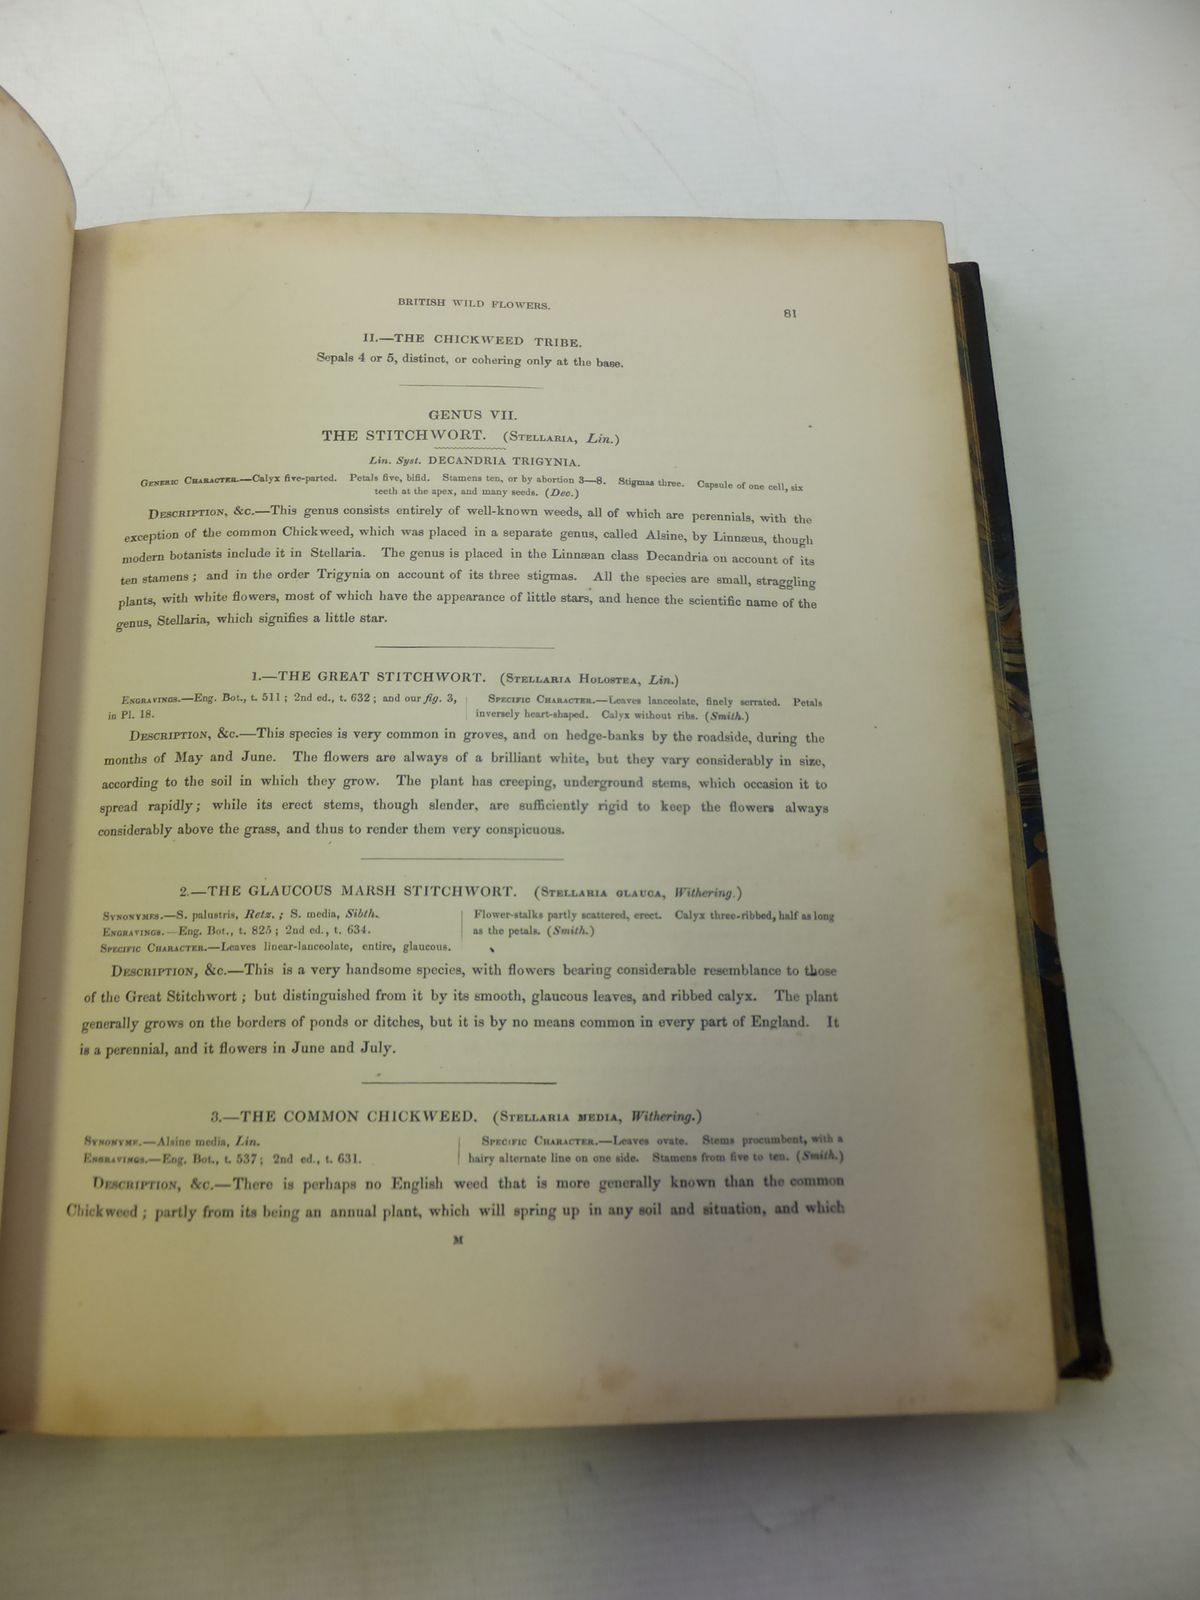 BRITISH WILD FLOWERS.
81
II.—THE CHICKWEED TRIBE.
Sepals 4 or 5, distinct, or cohering only at the base.
GENUS VII.
THE STITCHWORT. (Stellaria, Lin.)
Lin. Syst. DECANDRIA TRIGYNIA.
Generic Character.—Calyx five-parted. Petals five, bifid. Stamens ten, or by abortion 3—8. Stigmas three. Capsule of one cell, six
teeth at the apex, and many seeds. (Dec.)
Description, &c.—This genus consists entirely of well-known weeds, all of which are perennials, with the
exception of the common Chickweed, which was placed in a separate genus, called Alsine, by Linnæus, though
modern botanists include it in Stellaria. The genus is placed in the Linnæan class Decandria on account of its
ten stamens; and in the order Trigynia on account of its three stigmas. All the species are small, straggling
plants, with white flowers, most of which have the appearance of little stars, and hence the scientific name of the
genus, Stellaria, which signifies a little star.
1.—THE GREAT STITCHWORT. (Stellaria Holostea, Lin.)
Engravings.—Eng. Bot., t. 511; 2nd ed., t. 632; and our fig. 3,
in Pl. 18.
Specific Character.—Leaves lanceolate, finely serrated. Petals
inversely heart-shaped. Calyx without ribs. (Smith.)
Description, &c.—This species is very common in groves, and on hedge-banks by the roadside, during the
months of May and June. The flowers are always of a brilliant white, but they vary considerably in size,
according to the soil in which they grow. The plant has creeping, underground stems, which occasion it to
spread rapidly; while its erect stems, though slender, are sufficiently rigid to keep the flowers always
considerably above the grass, and thus to render them very conspicuous.
2.—THE GLAUCOUS MARSH STITCHWORT. (Stellaria glauca, Withering.)
Synonymes.—S. palustris, Retz.; S. media, Sibth.
Engravings.—Eng. Bot., t. 825; 2nd ed., t. 634.
Specific Character.—Leaves linear-lanceolate, entire, glaucous.
Flower-stalks partly scattered, erect. Calyx three-ribbed, half as long
as the petals. (Smith.)
Description, &c.—This is a very handsome species, with flowers bearing considerable resemblance to those
of the Great Stitchwort; but distinguished from it by its smooth, glaucous leaves, and ribbed calyx. The plant
generally grows on the borders of ponds or ditches, but it is by no means common in every part of England. It
is a perennial, and it flowers in June and July.
3.—THE COMMON CHICKWEED. (Stellaria media, Withering.)
Synonyme.—Alsine media, Lin.
Engravings.—Eng. Bot., t. 537; 2nd ed., t. 631.
Specific Character.—Leaves ovate. Stems procumbent, with a
hairy alternate line on one side. Stamens from five to ten. (Smith.)
Description, &c.—There is perhaps no English weed that is more generally known than the common
Chickweed; partly from its being an annual plant, which will spring up in any soil and situation, and which
M